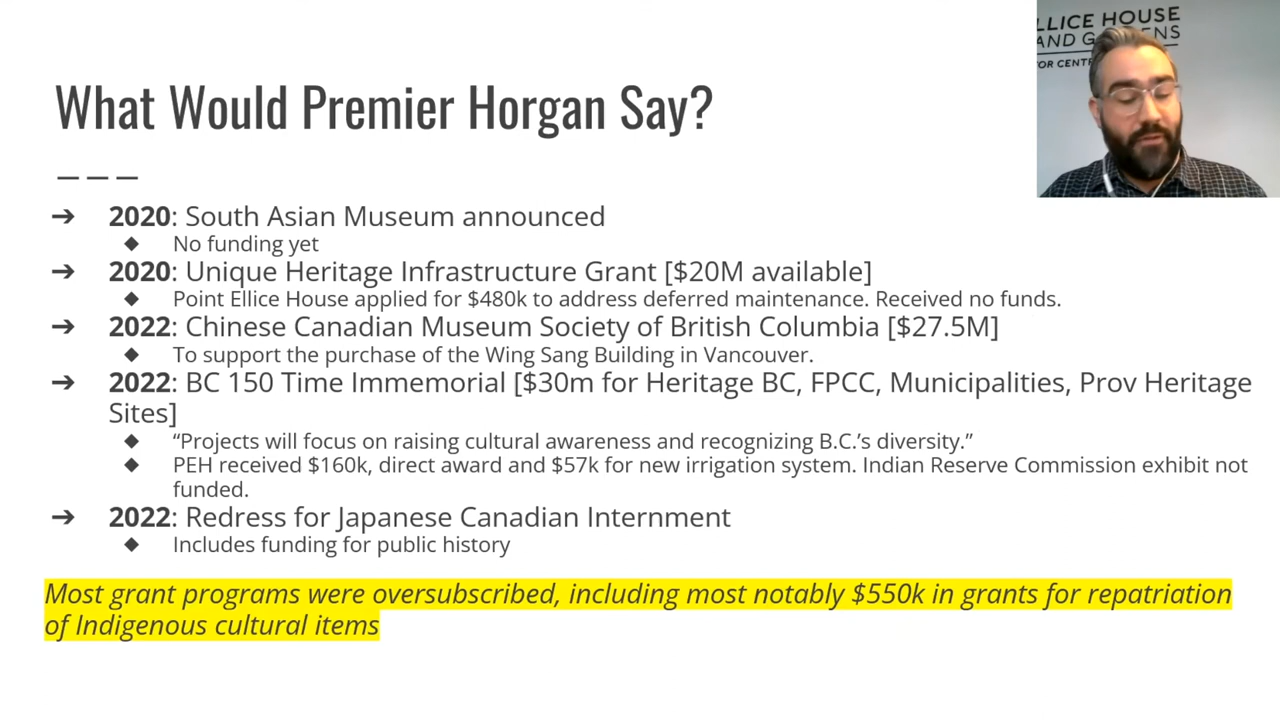 LLICE HOUSE
AND G ENS
TOR CENT
What Would Premier Horgan Say?
➔ 2020: South Asian Museum announced
◆ No funding yet
➔ 2020: Unique Heritage Infrastructure Grant [$20M available]
◆ Point Ellice House applied for $480k to address deferred maintenance. Received no funds.
➔ 2022: Chinese Canadian Museum Society of British Columbia [$27.5M]
◆ To support the purchase of the Wing Sang Building in Vancouver.
➔ 2022: BC 150 Time Immemorial [$30m for Heritage BC, FPCC, Municipalities, Prov Heritage
Sites]
◆ “Projects will focus on raising cultural awareness and recognizing B.C.’s diversity.”
◆ PEH received $160k, direct award and $57k for new irrigation system. Indian Reserve Commission exhibit not
funded.
➔ 2022: Redress for Japanese Canadian Internment
◆ Includes funding for public history
Most grant programs were oversubscribed, including most notably $550k in grants for repatriation
of Indigenous cultural items